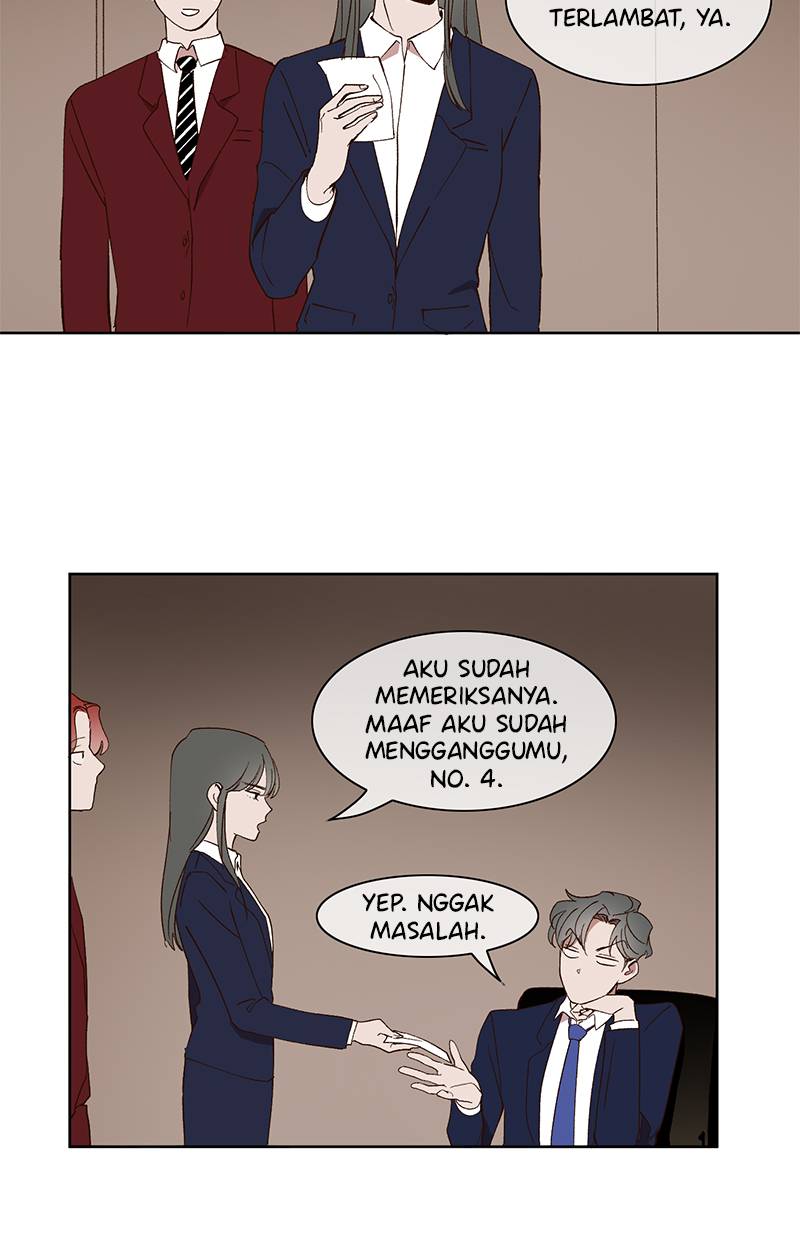 TERLAMBAT, YA.
AKU SUDAH
MEMERIKSANYA.
MAAF AKU SUDAH
MENGGANGGUMU,
NO. 4.
YEP. NGGAK
MASALAH.